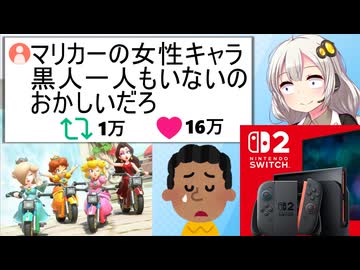 マリカーの女性キャラ
黒人一人もいないの
おかしいだろ
1万
16万
2
NINTENDO
SWITCH™